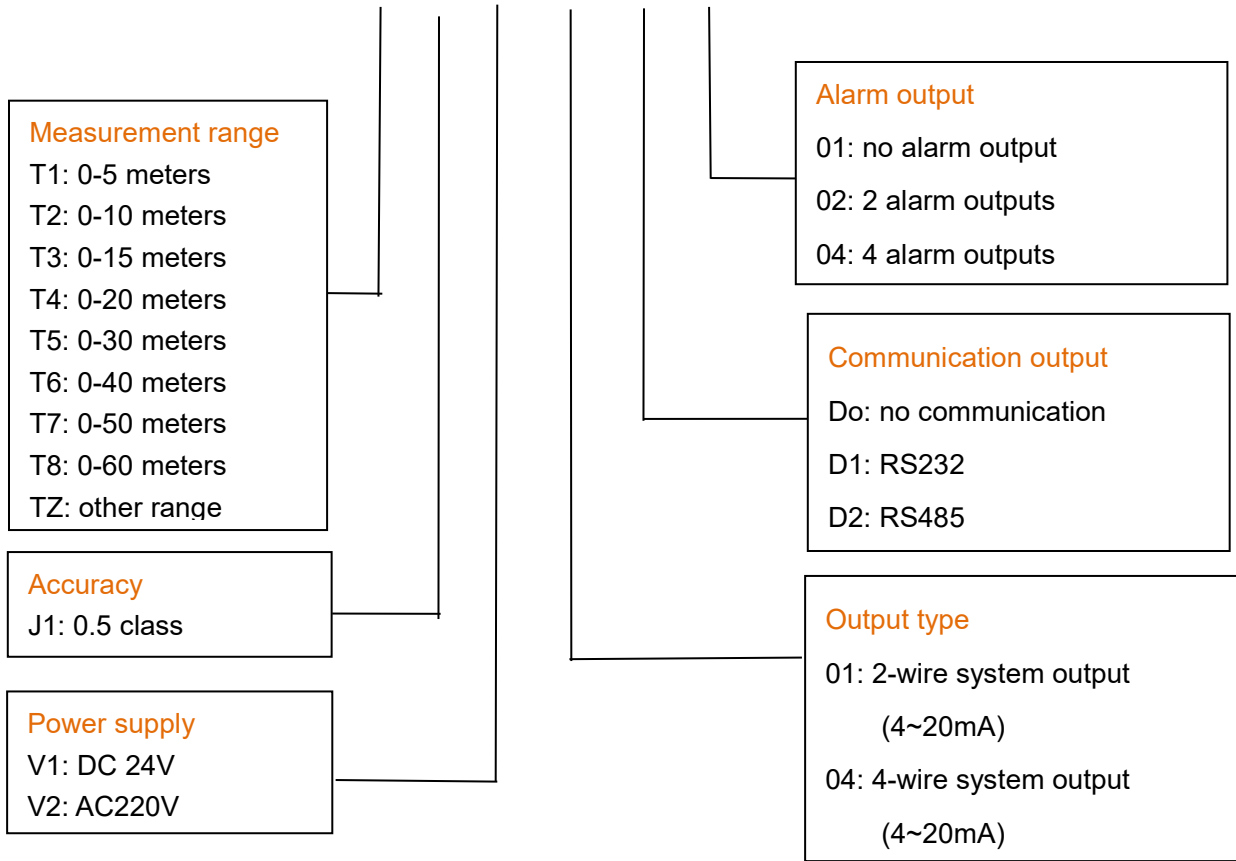 Measurement range
T1: 0-5 meters
T2: 0-10 meters
T3: 0-15 meters
T4: 0-20 meters
T5: 0-30 meters
T6: 0-40 meters
T7: 0-50 meters
T8: 0-60 meters
TZ: other range
Accuracy
J1: 0.5 class
Power supply
V1: DC 24V
V2: AC220V
Alarm output
01: no alarm output
02: 2 alarm outputs
04: 4 alarm outputs
Communication output
Do: no communication
D1: RS232
D2: RS485
Output type
01: 2-wire system output
(4~20mA)
04: 4-wire system output
(4~20mA)